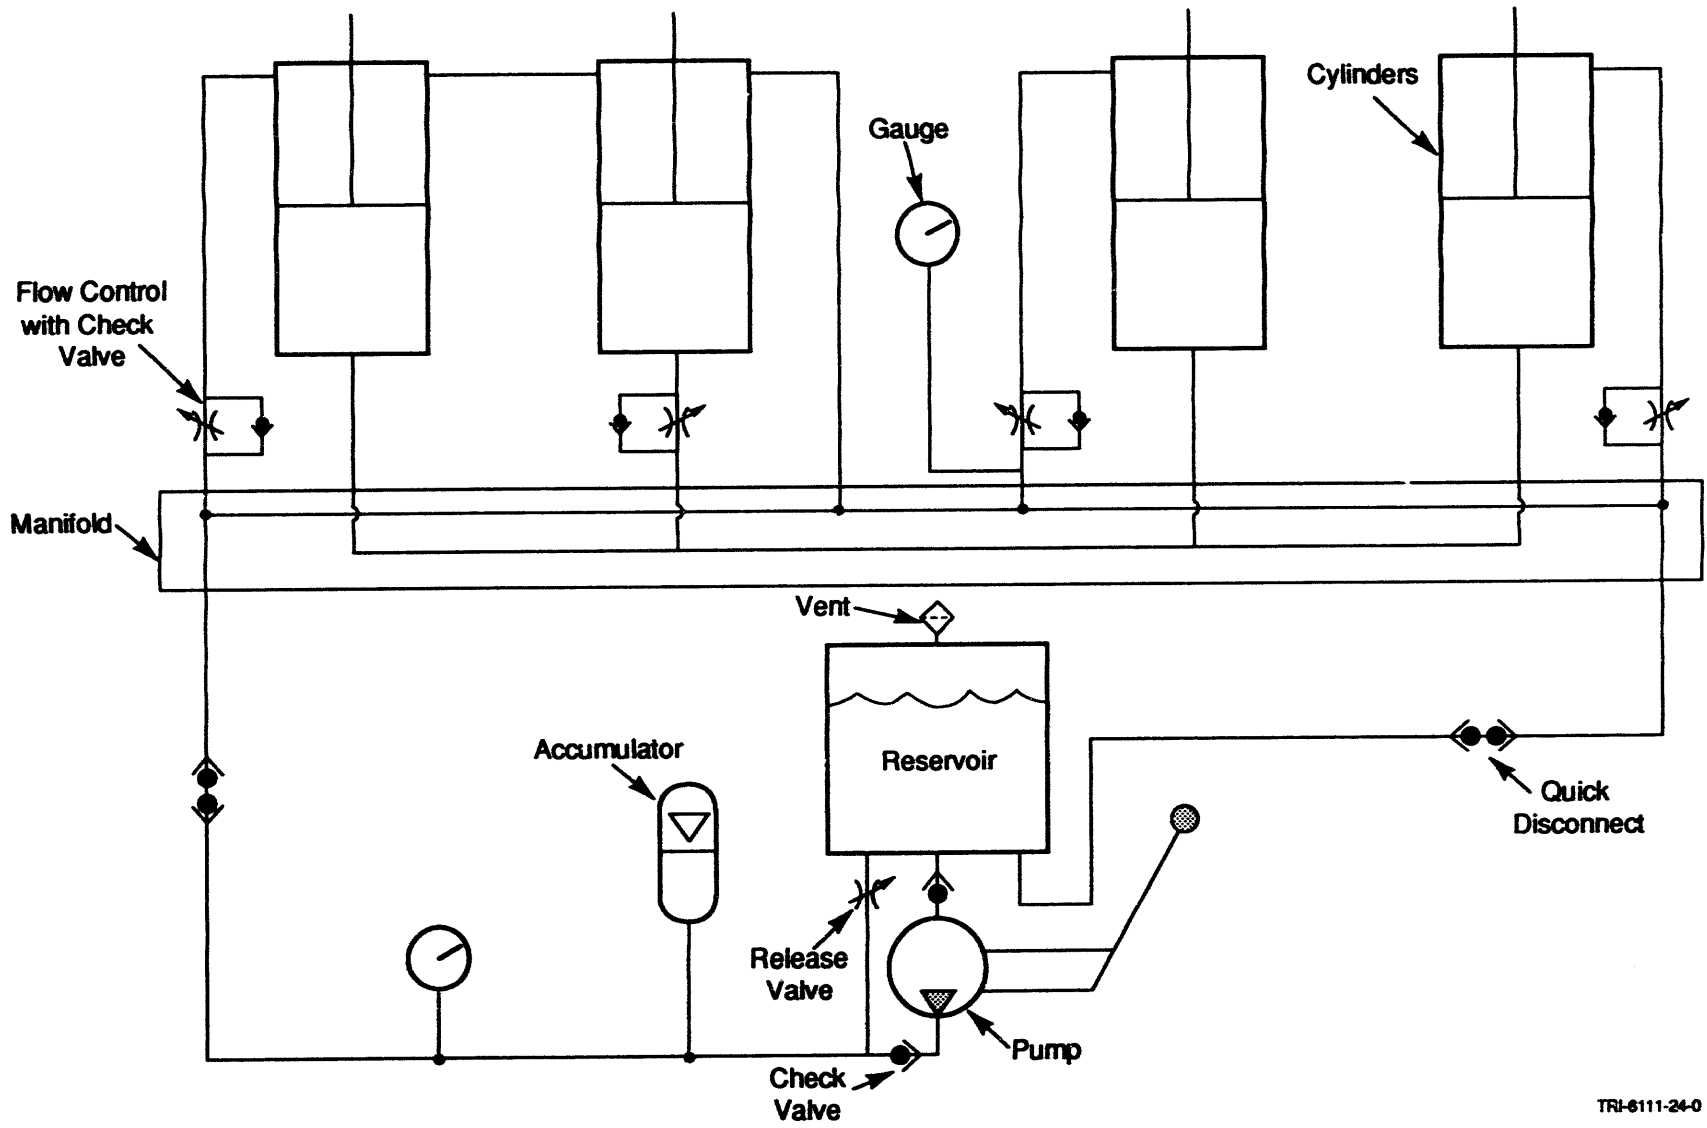 Cylinders
Gauge
Flow Control
with Check
Valve
Manifold
Vent
Accumulator
Reservoir
Quick
Disconnect
Release
Valve
Pump
Check
Valve
TRI-6111-24-0